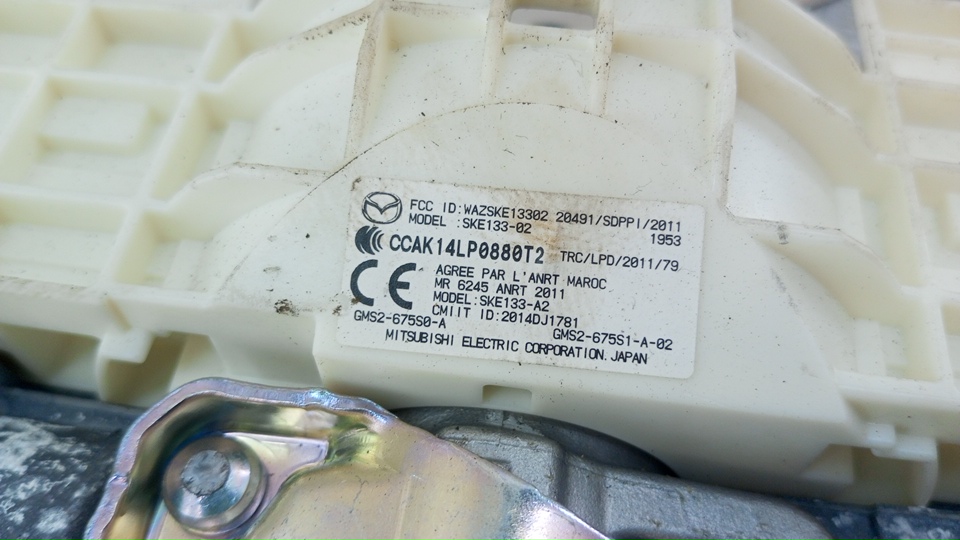 FCC ID:WAZSKE13302 20491/SDPPI/2011
MODEL :SKE133-02 1953
CCAK14LP0880T2 TRC/LPD/2011/79
CE AGREE PAR L'ANRT MAROC
MR 6245 ANRT 2011
MODEL:SKE133-A2
CMIIT ID:2014DJ1781
GMS2-675S0-A GMS2-675S1-A-02
MITSUBISHI ELECTRIC CORPORATION.JAPAN